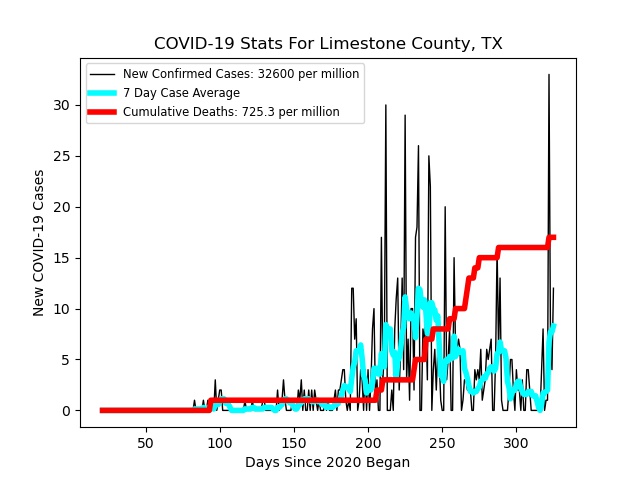 COVID-19 Stats For Limestone County, TX
New Confirmed Cases: 32600 per million
7 Day Case Average
Cumulative Deaths: 725.3 per million
New COVID-19 Cases
30
25
20
15
10
5
0
50 100 150 200 250 300
Days Since 2020 Began